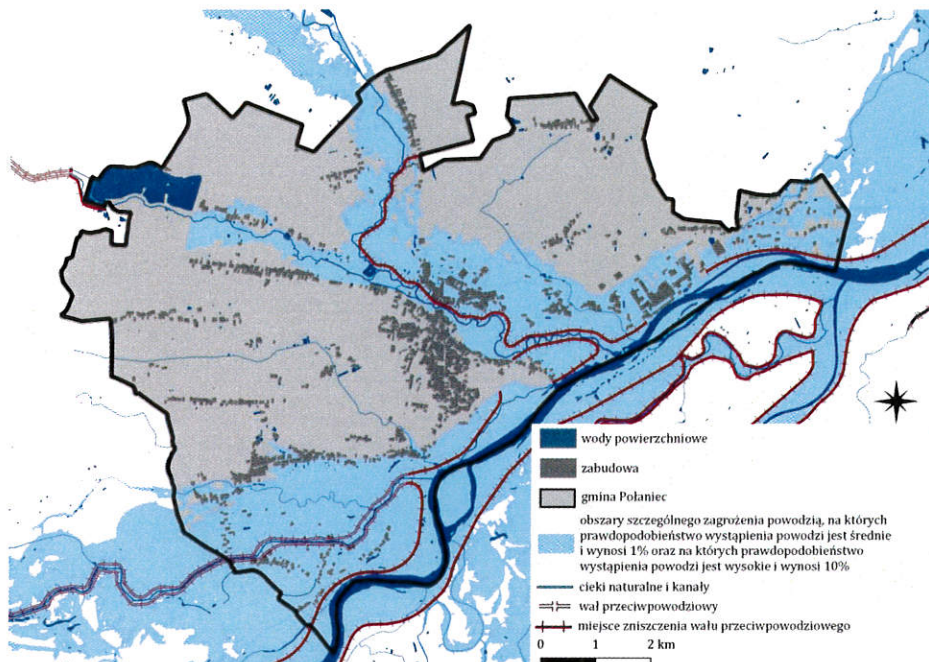 wody powierzchniowe
zabudowa
gmina Połaniec
obszary szczególnego zagrożenia powodzią, na których
prawdopodobieństwo wystąpienia powodzi jest średnie
i wynosi 1% oraz na których prawdopodobieństwo
wystąpienia powodzi jest wysokie i wynosi 10%
cieki naturalne i kanały
wał przeciwpowodziowy
miejsce zniszczenia wału przeciwpowodziowego
0 1 2 km